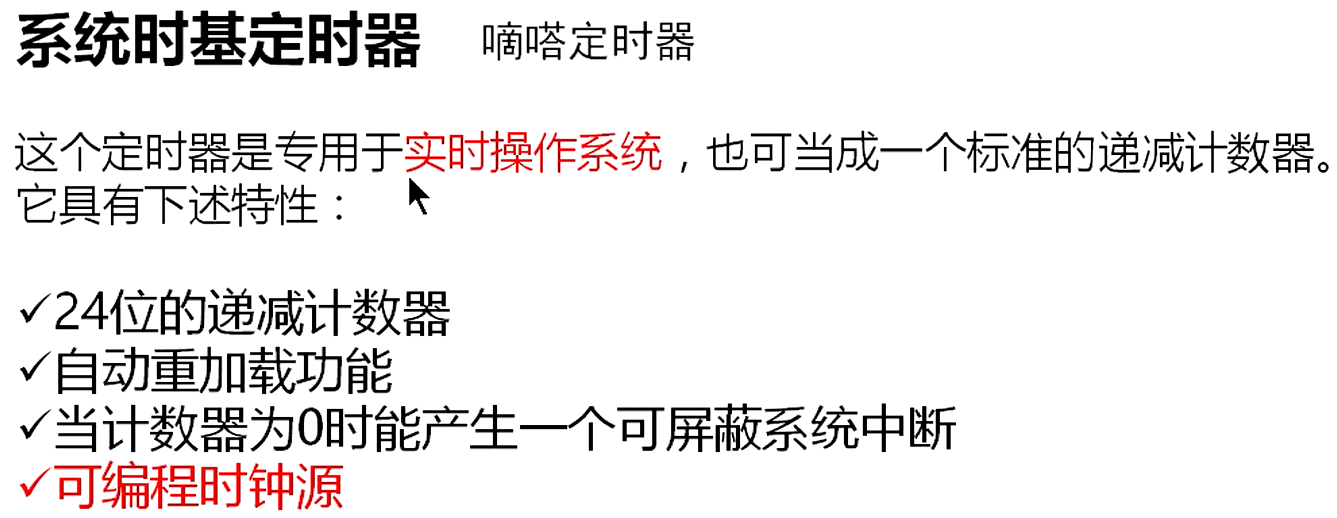 系统时基定时器 嘀嗒定时器
这个定时器是专用于实时操作系统，也可当成一个标准的递减计数器。
它具有下述特性：
✓24位的递减计数器
✓自动重加载功能
✓当计数器为0时能产生一个可屏蔽系统中断
✓可编程时钟源